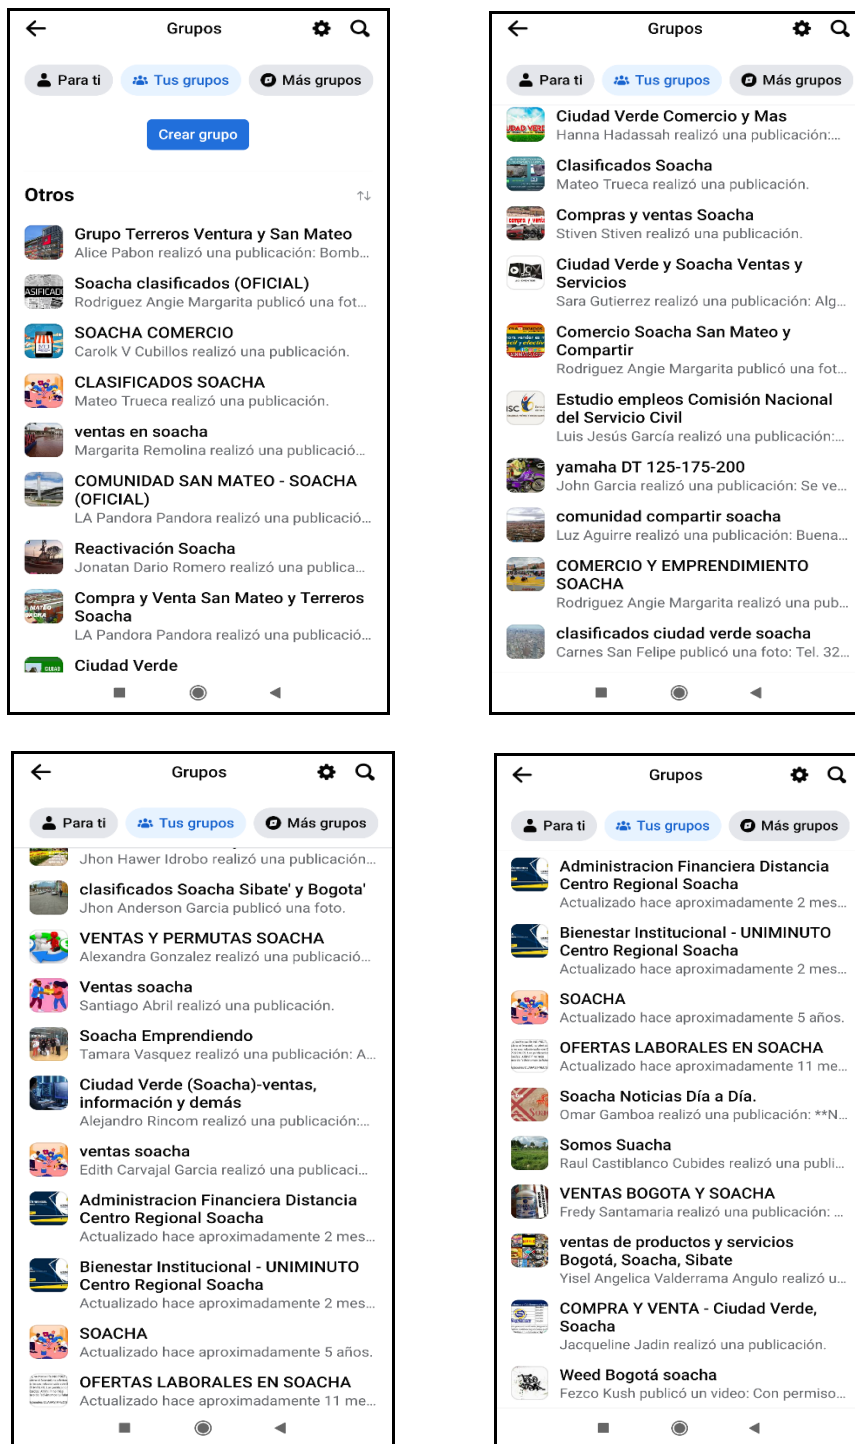 Grupos
Para ti
Tus grupos
Más grupos
Crear grupo
Otros
Grupo Terreros Ventura y San Mateo
Alice Pabon realizó una publicación: Bomb...
Soacha clasificados (OFICIAL)
Rodriguez Angie Margarita publicó una fot...
SOACHA COMERCIO
Carolk V Cubillos realizó una publicación.
CLASIFICADOS SOACHA
Mateo Trueca realizó una publicación.
ventas en soacha
Margarita Remolina realizó una publicació...
COMUNIDAD SAN MATEO - SOACHA
(OFICIAL)
LA Pandora Pandora realizó una publicació...
Reactivación Soacha
Jonatan Dario Romero realizó una publica...
Compra y Venta San Mateo y Terreros
Soacha
LA Pandora Pandora realizó una publicació...
Ciudad Verde
Grupos
Para ti
Tus grupos
Más grupos
Ciudad Verde Comercio y Mas
Hanna Hadassah realizó una publicación:...
Clasificados Soacha
Mateo Trueca realizó una publicación.
Compras y ventas Soacha
Stiven Stiven realizó una publicación.
Ciudad Verde y Soacha Ventas y
Servicios
Sara Gutierrez realizó una publicación: Alg...
Comercio Soacha San Mateo y
Compartir
Rodriguez Angie Margarita publicó una fot...
Estudio empleos Comisión Nacional
del Servicio Civil
Luis Jesús García realizó una publicación:...
yamaha DT 125-175-200
John Garcia realizó una publicación: Se ve...
comunidad compartir soacha
Luz Aguirre realizó una publicación: Buena...
COMERCIO Y EMPRENDIMIENTO
SOACHA
Rodriguez Angie Margarita realizó una pub...
clasificados ciudad verde soacha
Carnes San Felipe publicó una foto: Tel. 32...
Grupos
Para ti
Tus grupos
Más grupos
Jhon Hawer Idrobo realizó una publicación...
clasificados Soacha Sibate' y Bogota'
Jhon Anderson Garcia publicó una foto.
VENTAS Y PERMUTAS SOACHA
Alexandra Gonzalez realizó una publicació...
Ventas soacha
Santiago Abril realizó una publicación.
Soacha Emprendiendo
Tamara Vasquez realizó una publicación: A...
Ciudad Verde (Soacha)-ventas,
información y demás
Alejandro Rincom realizó una publicación:...
ventas soacha
Edith Carvajal Garcia realizó una publicaci...
Administracion Financiera Distancia
Centro Regional Soacha
Actualizado hace aproximadamente 2 mes...
Bienestar Institucional - UNIMINUTO
Centro Regional Soacha
Actualizado hace aproximadamente 2 mes...
SOACHA
Actualizado hace aproximadamente 5 años.
OFERTAS LABORALES EN SOACHA
Actualizado hace aproximadamente 11 me...
Grupos
Para ti
Tus grupos
Más grupos
Administracion Financiera Distancia
Centro Regional Soacha
Actualizado hace aproximadamente 2 mes...
Bienestar Institucional - UNIMINUTO
Centro Regional Soacha
Actualizado hace aproximadamente 2 mes...
SOACHA
Actualizado hace aproximadamente 5 años.
OFERTAS LABORALES EN SOACHA
Actualizado hace aproximadamente 11 me...
Soacha Noticias Día a Día.
Omar Gamboa realizó una publicación: **N...
Somos Suacha
Raul Castiblanco Cubides realizó una publi...
VENTAS BOGOTA Y SOACHA
Fredy Santamaria realizó una publicación: ...
ventas de productos y servicios
Bogotá, Soacha, Sibate
Yisel Angelica Valderrama Angulo realizó u...
COMPRA Y VENTA - Ciudad Verde,
Soacha
Jacqueline Jadin realizó una publicación.
Weed Bogotá soacha
Fezco Kush publicó un video: Con permiso...